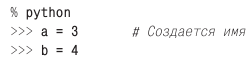 % python
>>> a = 3 # Создается имя
>>> b = 4